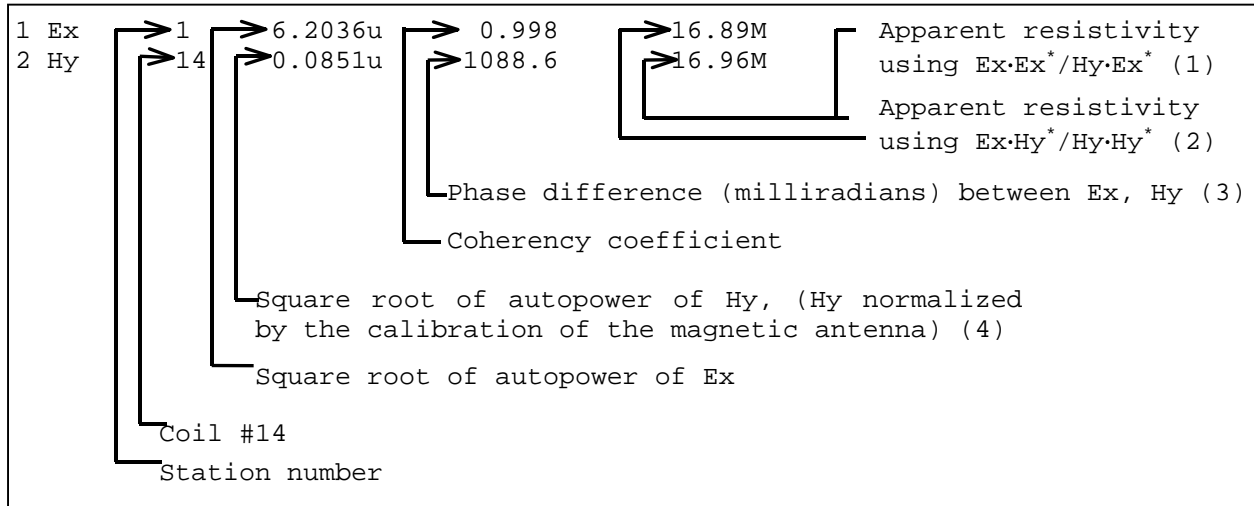 1 Ex 1 6.2036u 0.998 16.89M Apparent resistivity
2 Hy 14 0.0851u 1088.6 16.96M using Ex·Ex*/Hy·Ex* (1)
Apparent resistivity
using Ex·Hy*/Hy·Hy* (2)
Phase difference (milliradians) between Ex, Hy (3)
Coherency coefficient
Square root of autopower of Hy, (Hy normalized
by the calibration of the magnetic antenna) (4)
Square root of autopower of Ex
Coil #14
Station number